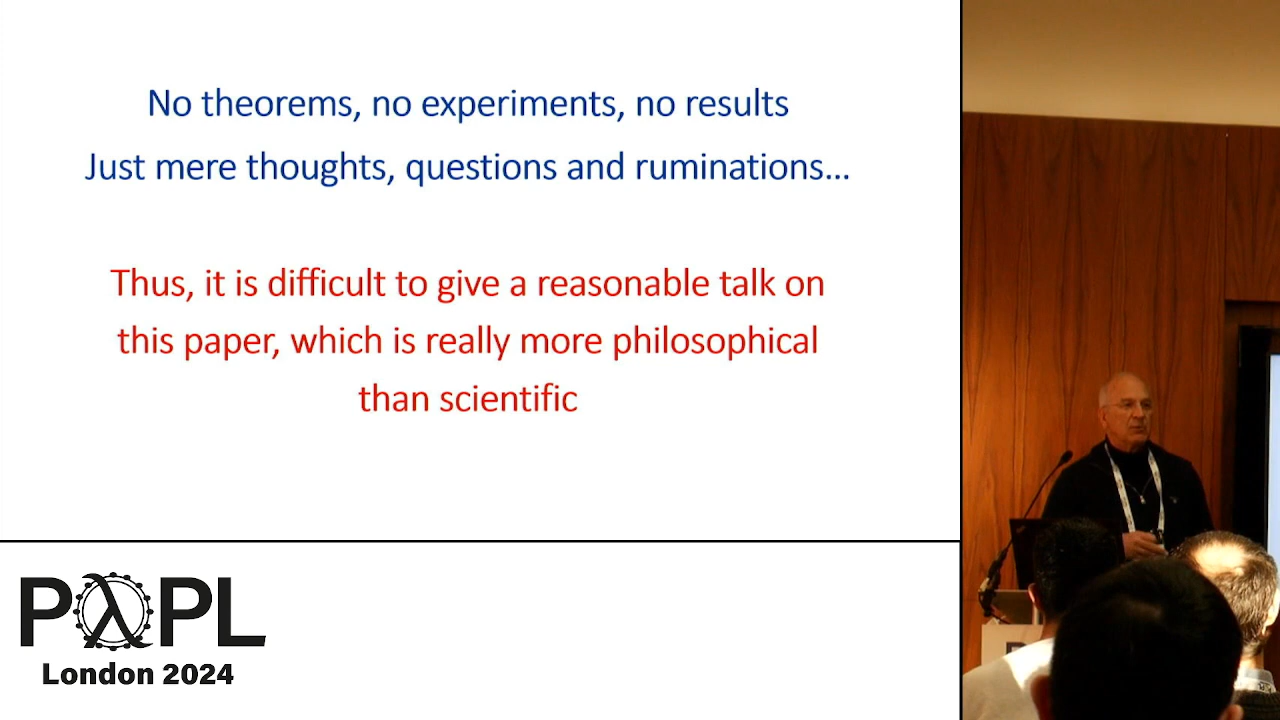 No theorems, no experiments, no results
Just mere thoughts, questions and ruminations...
Thus, it is difficult to give a reasonable talk on
this paper, which is really more philosophical
than scientific
PλPL
London 2024